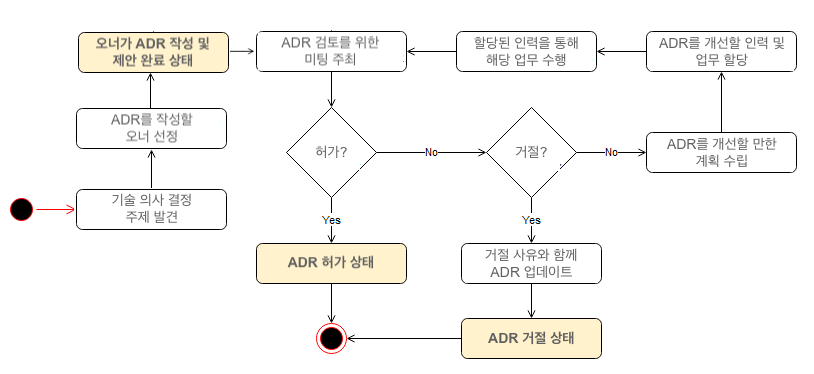 오너가 ADR 작성 및
제안 완료 상태
ADR 검토를 위한
미팅 주최
할당된 인력을 통해
해당 업무 수행
ADR를 개선할 인력 및
업무 할당
ADR를 작성할
오너 선정
허가?
No
거절?
No
ADR를 개선할 만한
계획 수립
기술 의사 결정
주제 발견
Yes
Yes
ADR 허가 상태
거절 사유와 함께
ADR 업데이트
ADR 거절 상태